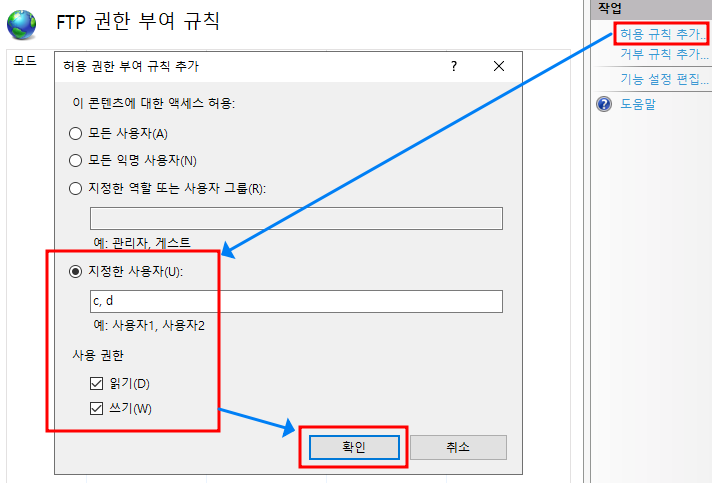 FTP 권한 부여 규칙
모드
허용 권한 부여 규칙 추가
?
이 콘텐츠에 대한 액세스 허용:
모든 사용자(A)
모든 익명 사용자(N)
지정한 역할 또는 사용자 그룹(R):
예: 관리자, 게스트
지정한 사용자(U):
c, d
예: 사용자1, 사용자2
사용 권한
읽기(D)
쓰기(W)
확인
취소
작업
허용 규칙 추가...
거부 규칙 추가...
기능 설정 편집...
도움말